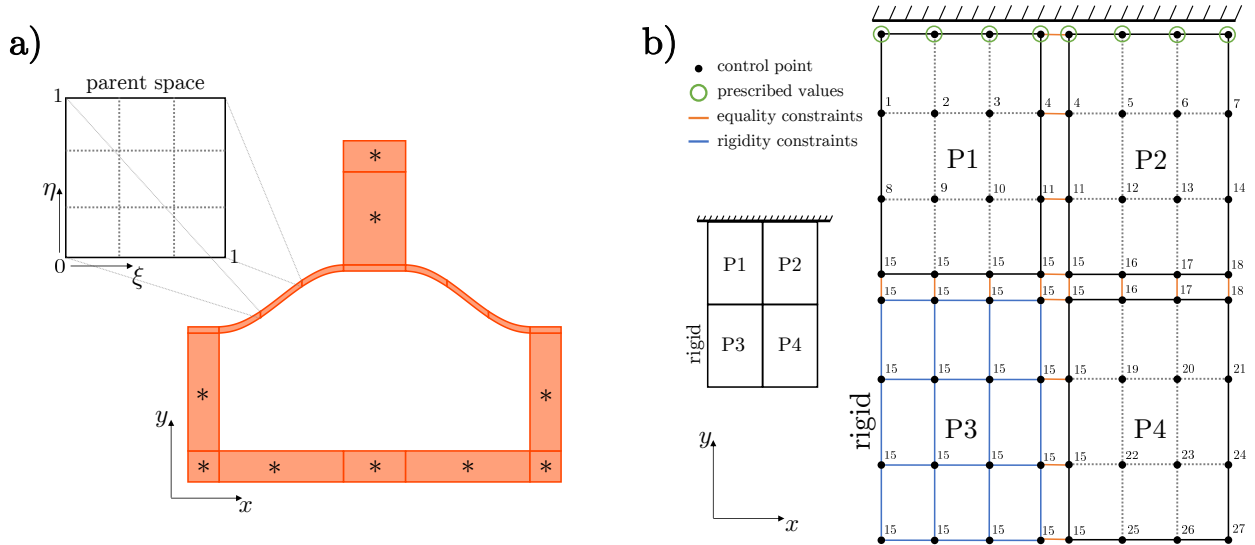 a)
parent space
1
η
0
ξ
1
*
*
*
*
*
*
*
*
*
y
x
b)
control point
prescribed values
equality constraints
rigidity constraints
P1 P2
P3 P4
rigid
y
x
1 2 3 4 4 5 6 7
P1 P2
8 9 10 11 11 12 13 14
15 15 15 15 15 16 17 18
15 15 15 15 15 16 17 18
15 15 15 15 15 19 20 21
rigid
P3 P4
15 15 15 15 15 22 23 24
15 15 15 15 15 25 26 27